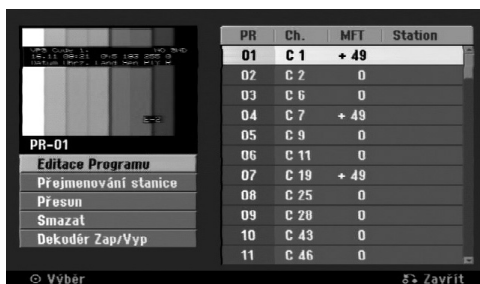 PR-01
Editace Programu
Přejmenování stanice
Přesun
Smazat
Dekodér Zap/Vyp
PR Ch. MFT Station
01 C 1 + 49
02 C 2 0
03 C 6 0
04 C 7 + 49
05 C 9 0
06 C 11 0
07 C 19 + 49
08 C 25 0
09 C 28 0
10 C 43 0
11 C 46 0
Výběr Zavřít